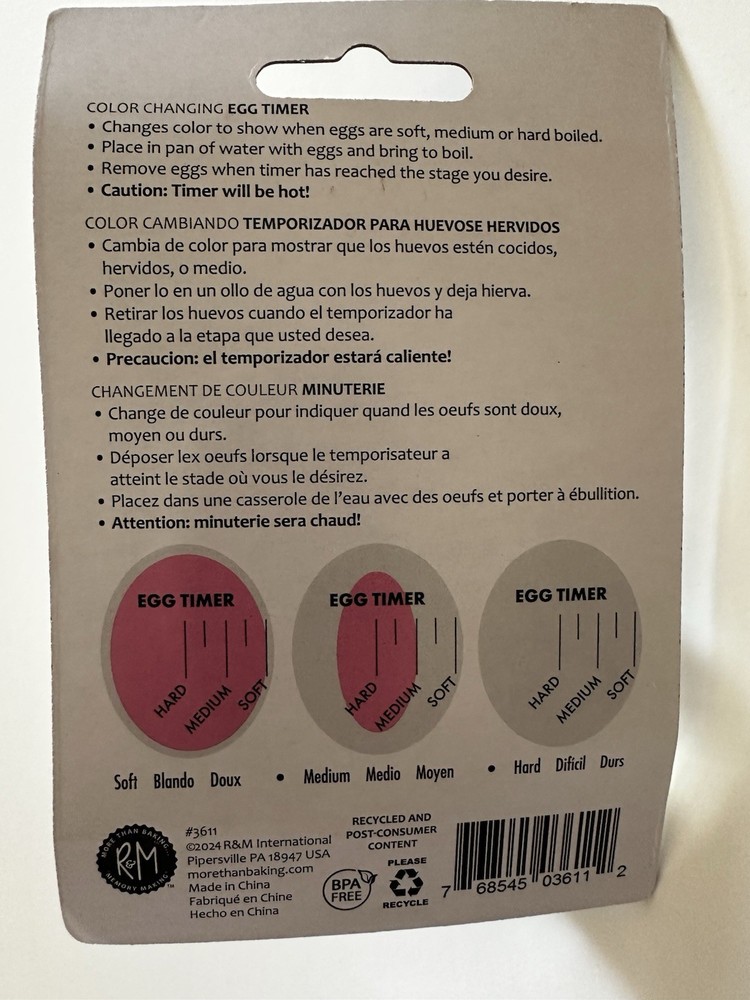 COLOR CHANGING EGG TIMER
• Changes color to show when eggs are soft, medium or hard boiled.
• Place in pan of water with eggs and bring to boil.
• Remove eggs when timer has reached the stage you desire.
• Caution: Timer will be hot!
COLOR CAMBIANDO TEMPORIZADOR PARA HUEVOSE HERVIDOS
• Cambia de color para mostrar que los huevos estén cocidos,
hervidos, o medio.
• Poner lo en un ollo de agua con los huevos y deja hierva.
• Retirar los huevos cuando el temporizador ha
llegado a la etapa que usted desea.
• Precaucion: el temporizador estará caliente!
CHANGEMENT DE COULEUR MINUTERIE
• Change de couleur pour indiquer quand les oeufs sont doux,
moyen ou durs.
• Déposer lex oeufs lorsque le temporisateur a
atteint le stade où vous le désirez.
• Placez dans une casserole de l'eau avec des oeufs et porter à ébullition.
• Attention: minuterie sera chaud!
EGG TIMER
HARD
MEDIUM
SOFT
EGG TIMER
HARD
MEDIUM
SOFT
EGG TIMER
HARD
MEDIUM
SOFT
Soft Blando Doux • Medium Medio Moyen • Hard Difícil Durs
MORE THAN BAKING
R&M
MEMORY MAKING™
#3611
©2024 R&M International
Pipersville PA 18947 USA
morethanbaking.com
Made in China
Fabriqué en Chine
Hecho en China
RECYCLED AND
POST-CONSUMER
CONTENT
BPA
FREE
PLEASE
RECYCLE
7 68545 03611 2